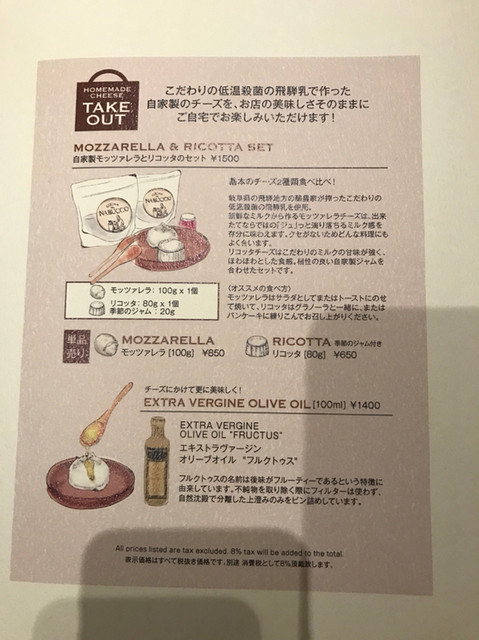 HOMEMADE
CHEESE
TAKE
OUT
こだわりの低温殺菌の飛騨乳で作った
自家製のチーズを、お店の美味しさそのままに
ご自宅でお楽しみいただけます！
MOZZARELLA & RICOTTA SET
自家製モッツァレラとリコッタのセット ¥1500
基本のチーズ2種類食べ比べ！
岐阜県の飛騨地方の酪農家が搾ったこだわりの
低温殺菌の飛騨乳を使用。
新鮮なミルクから作るモッツァレラチーズは、出来
たてならではの「ジュ」っと滴り落ちるミルク感を
存分に味わえます。クセがないためどんな料理にも
よく合います。
リコッタチーズはこだわりのミルクの甘味が強く、
ほわほわとした食感。相性の良い自家製ジャムを
合わせたセットです。
モッツァレラ: 100g x 1個
リコッタ: 80g x 1個
季節のジャム: 20g
(オススメの食べ方)
モッツァレラはサラダとしてまたはトーストにのせ
て焼いて、リコッタはグラノーラと一緒に、または
パンケーキに練りこんでお召し上がりください。
単品
売り
MOZZARELLA
モッツァレラ [100g] ¥850
RICOTTA 季節のジャム付き
リコッタ [80g] ¥650
チーズにかけて更に美味しく！
EXTRA VERGINE OLIVE OIL [100ml] ¥1400
EXTRA VERGINE
OLIVE OIL "FRUCTUS"
エキストラヴァージン
オリーブオイル "フルクトゥス"
フルクトゥスの名前は後味がフルーティーであるという特徴に
由来しています。不純物を取り除く際にフィルターは使わず、
自然沈殿で分離した上澄みのみをビン詰めしています。
All prices listed are tax excluded. 8% tax will be added to the total.
表示価格はすべて税抜き価格です。別途 消費税として8%頂戴致します。